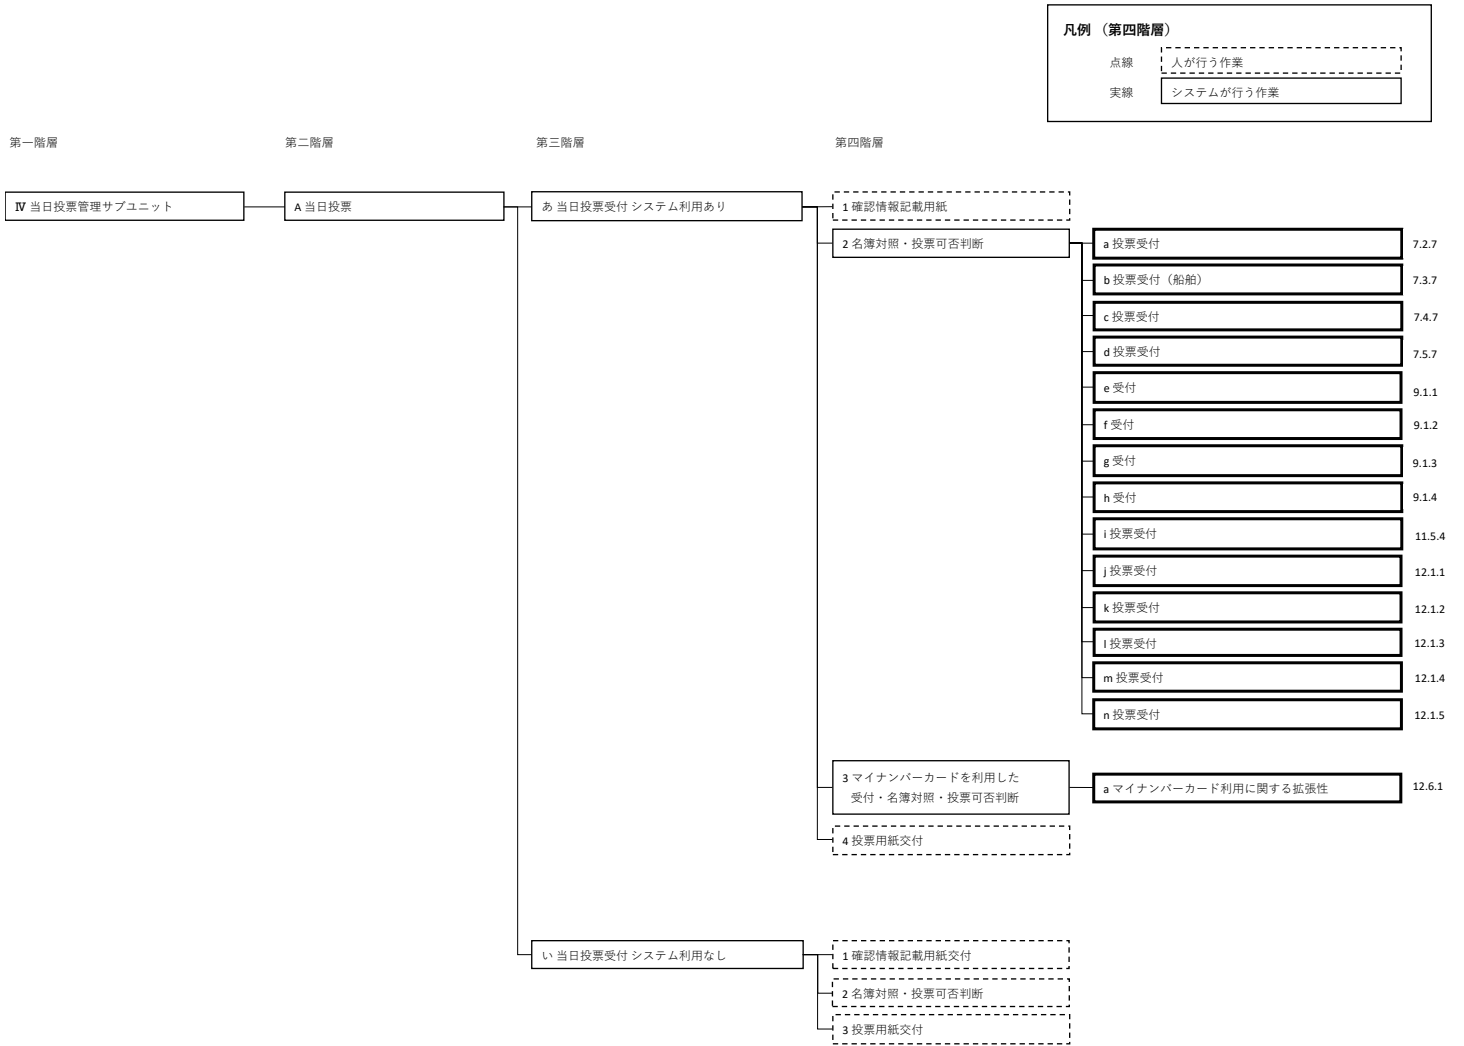 凡例 （第四階層）
点線 人が行う作業
実線 システムが行う作業
第一階層 第二階層 第三階層 第四階層
Ⅳ 当日投票管理サブユニット A 当日投票 あ 当日投票受付 システム利用あり 1 確認情報記載用紙
2 名簿対照・投票可否判断 a 投票受付 7.2.7
b 投票受付（船舶） 7.3.7
c 投票受付 7.4.7
d 投票受付 7.5.7
e 受付 9.1.1
f 受付 9.1.2
g 受付 9.1.3
h 受付 9.1.4
i 投票受付 11.5.4
j 投票受付 12.1.1
k 投票受付 12.1.2
l 投票受付 12.1.3
m 投票受付 12.1.4
n 投票受付 12.1.5
3 マイナンバーカードを利用した
受付・名簿対照・投票可否判断
a マイナンバーカード利用に関する拡張性 12.6.1
4 投票用紙交付
い 当日投票受付 システム利用なし 1 確認情報記載用紙交付
2 名簿対照・投票可否判断
3 投票用紙交付